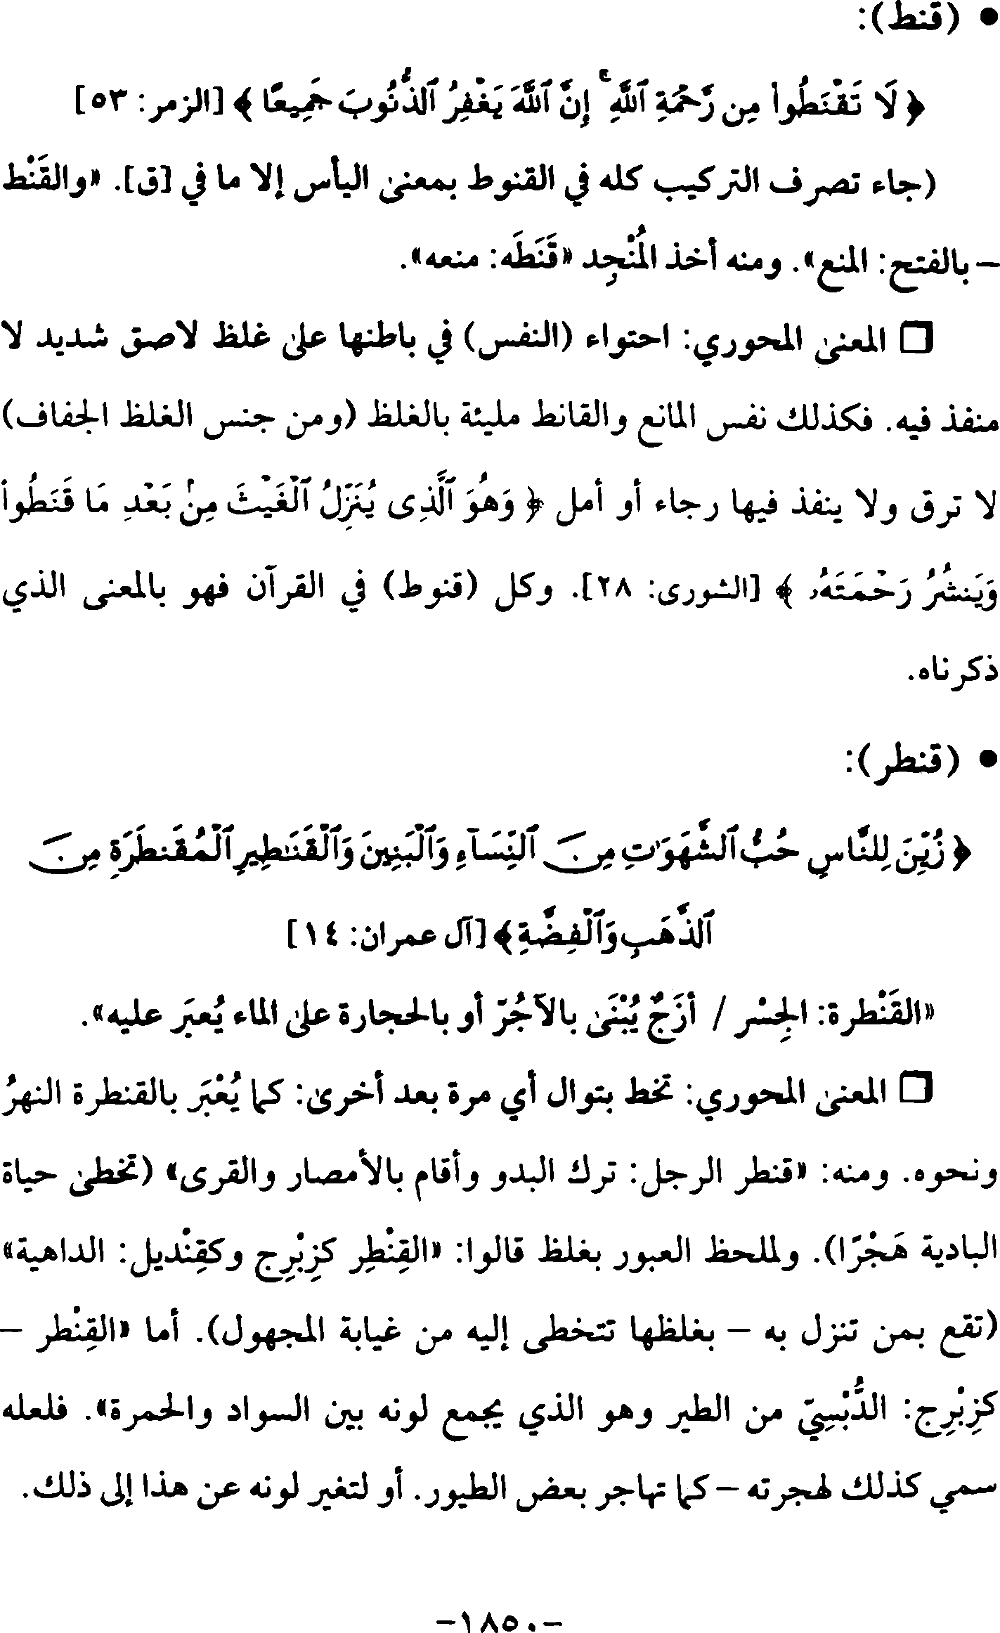 • (قنط):
﴿ لَا تَقْنَطُوا۟ مِن رَّحْمَةِ ٱللَّهِ ۚ إِنَّ ٱللَّهَ يَغْفِرُ ٱلذُّنُوبَ جَمِيعًا ﴾ [الزمر: ٥٣]
(جاء تصرف التركيب كله في القنوط بمعنى اليأس إلا ما في [ق]. «والقَنْط
– بالفتح: المنع». ومنه أخذ المُنْجِد «قَنَطَه: منعه».
□ المعنى المحوري: احتواء (النفس) في باطنها على غلظ لاصق شديد لا
منفذ فيه. فكذلك نفس المانع والقانط مليئة بالغلظ (ومن جنس الغلظ الجفاف)
لا ترق ولا ينفذ فيها رجاء أو أمل ﴿ وَهُوَ ٱلَّذِى يُنَزِّلُ ٱلْغَيْثَ مِنۢ بَعْدِ مَا قَنَطُوا۟
وَيَنشُرُ رَحْمَتَهُۥ ﴾ [الشورى: ٢٨]. وكل (قنوط) في القرآن فهو بالمعنى الذي
ذكرناه.
• (قنطر):
﴿ زُيِّنَ لِلنَّاسِ حُبُّ ٱلشَّهَوَٰتِ مِنَ ٱلنِّسَآءِ وَٱلْبَنِينَ وَٱلْقَنَٰطِيرِ ٱلْمُقَنطَرَةِ مِنَ
ٱلذَّهَبِ وَٱلْفِضَّةِ ﴾ [آل عمران: ١٤]
«القَنْطرة: الجِسْر / أزَجٌ يُبْنَى بالآجُرّ أو بالحجارة على الماء يُعبَر عليه».
□ المعنى المحوري: تخط بتوال أي مرة بعد أخرى: كما يُعْبَر بالقنطرة النهرُ
ونحوه. ومنه: «قنطر الرجل: ترك البدو وأقام بالأمصار والقرى» (تخطى حياة
البادية هَجْرًا). ولملحظ العبور بغلظ قالوا: «القِنْطِر كزِبْرِج وكقِنْديل: الداهية»
(تقع بمن تنزل به – بغلظها تتخطى إليه من غيابة المجهول). أما «القِنْطر –
كزِبْرِج: الدُّبْسِيّ من الطير وهو الذي يجمع لونه بين السواد والحمرة». فلعله
سمي كذلك لهجرته – كما تهاجر بعض الطيور. أو لتغير لونه عن هذا إلى ذلك.
-١٨٥٠-